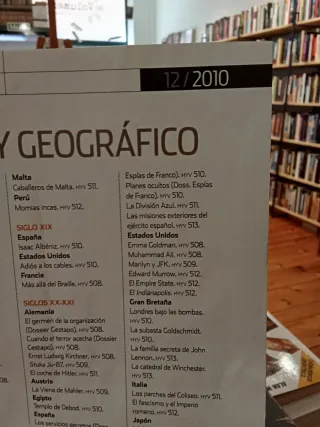 12 / 2010
Y GEOGRÁFICO
Malta
Caballeros de Malta. HYV 511.
Perú
Momias incas. HYV 512.
SIGLO XIX
España
Isaac Albéniz. HYV 510.
Estados Unidos
Adiós a los cables. HYV 510.
Francia
Más allá del Braille. HYV 508.
SIGLOS XX-XXI
Alemania
El germen de la organización
(Dossier Gestapo). HYV 508.
Cuando el terror acecha (Dossier
Gestapo). HYV 508.
Ernst Ludwig Kirchner. HYV 508.
Stuka Ju-87. HYV 509.
El coche de Hitler. HYV 511.
Austria
La Viena de Mahler. HYV 509.
Egipto
Templo de Debod. HYV 510.
España
Los servicios secretos (Doss.
Espías de Franco). HYV 510.
Planes ocultos (Doss. Espías
de Franco). HYV 510.
La División Azul. HYV 511.
Las misiones exteriores del
ejército español. HYV 513.
Estados Unidos
Emma Goldman. HYV 508.
Muhammad Ali. HYV 508.
Marilyn y JFK. HYV 509.
Edward Murrow. HYV 512.
El Empire State. HYV 512.
El Indianapolis. HYV 512.
Gran Bretaña
Londres bajo las bombas.
HYV 510.
La subasta Goldschmidt.
HYV 510.
La familia secreta de John
Lennon. HYV 513.
La catedral de Winchester.
HYV 513.
Italia
Los parches del Coliseo. HYV 511.
El fascismo y el Imperio
romano. HYV 512.
Japón